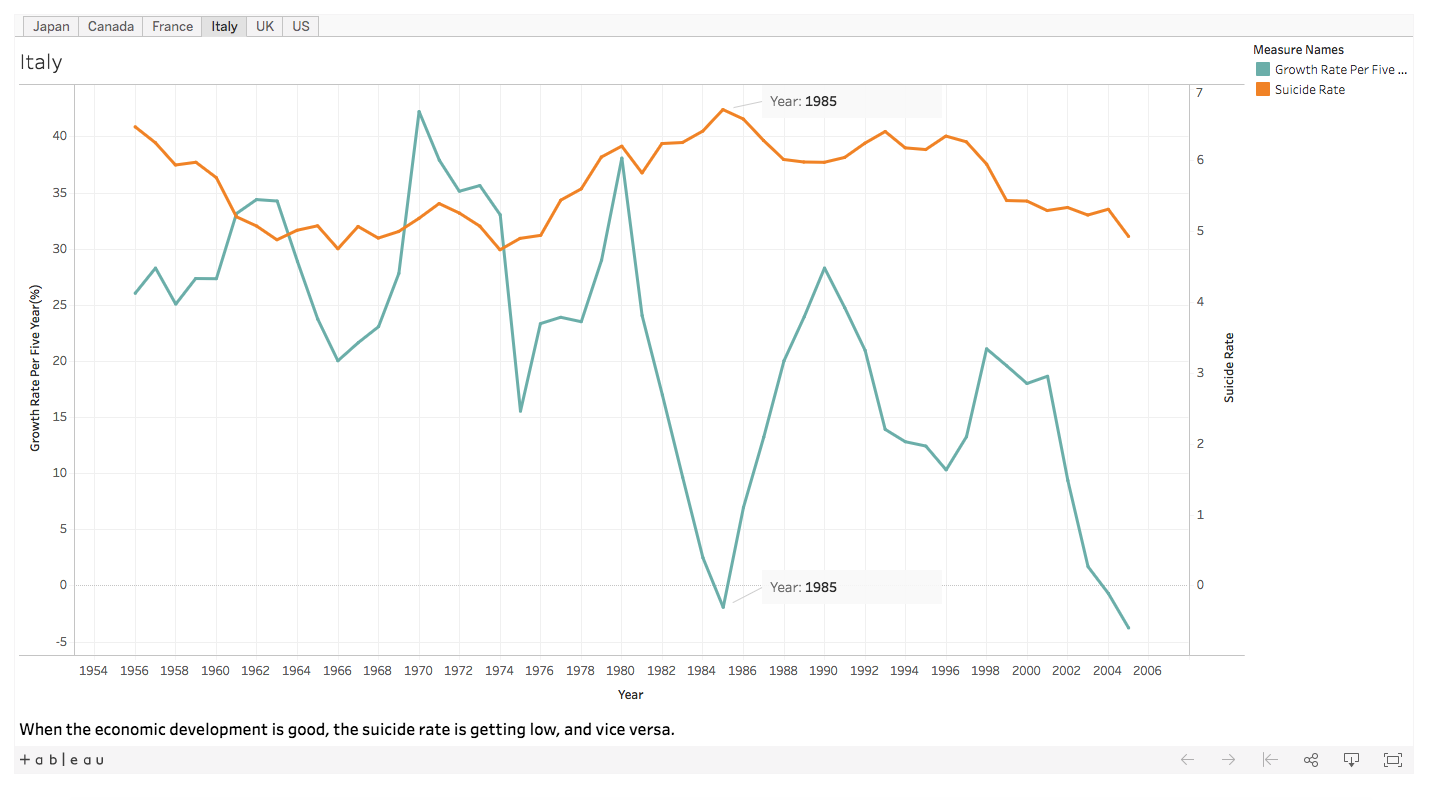 Japan Canada France Italy UK US
Italy
Measure Names
Growth Rate Per Five ...
Suicide Rate
Year: 1985
Growth Rate Per Five Year(%)
40
35
30
25
20
15
10
5
0
-5
7
6
5
4
3
2
1
0
Suicide Rate
Year: 1985
1954 1956 1958 1960 1962 1964 1966 1968 1970 1972 1974 1976 1978 1980 1982 1984 1986 1988 1990 1992 1994 1996 1998 2000 2002 2004 2006
Year
When the economic development is good, the suicide rate is getting low, and vice versa.
+ a b l e a u